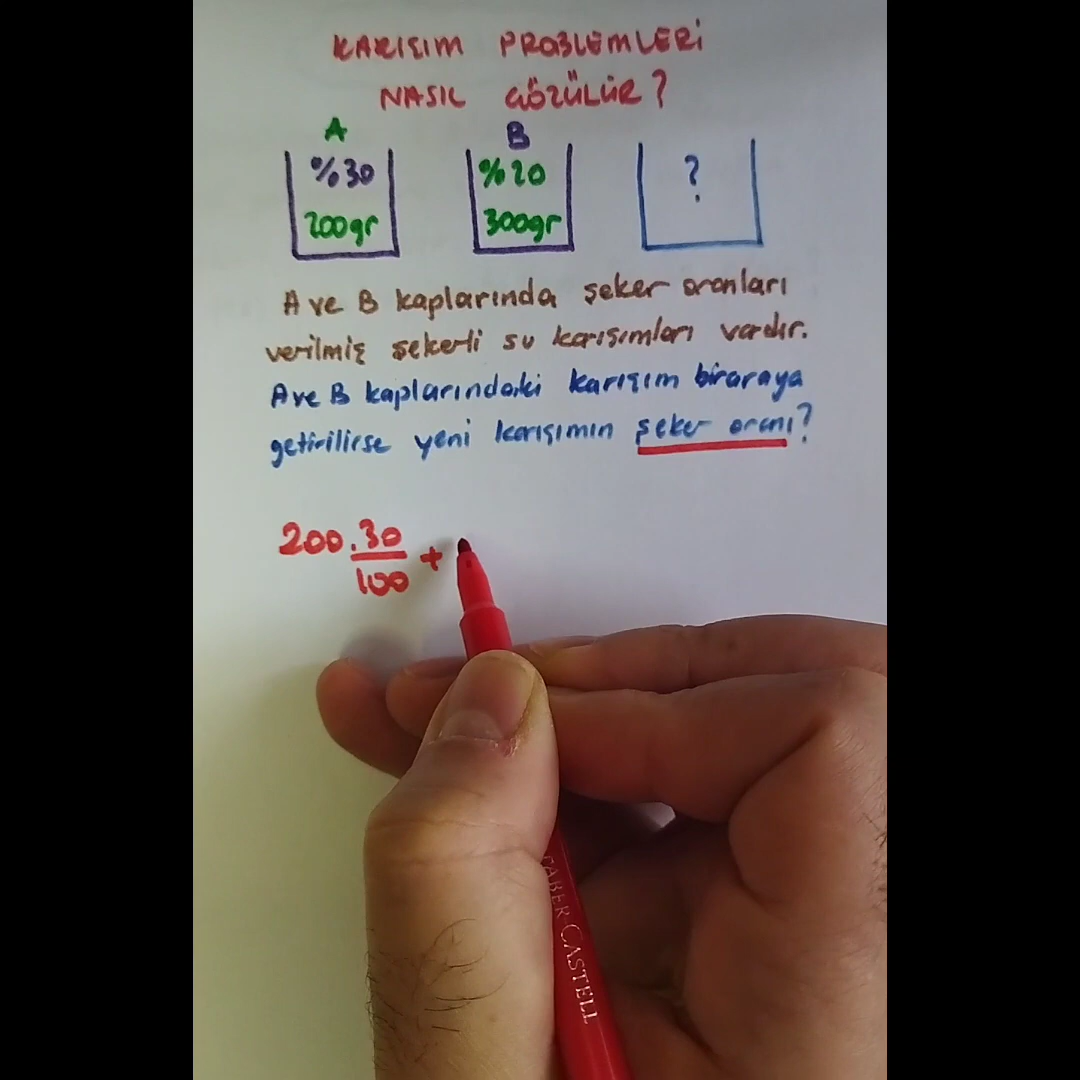 KARIŞIM PROBLEMLERİ
NASIL ÇÖZÜLÜR?
A B
%30 %20 ?
200gr 300gr
A ve B kaplarında şeker oranları
verilmiş şekerli su karışımları vardır.
A ve B kaplarındaki karışım biraraya
getirilirse yeni karışımın şeker oranı?
200.30 +
100
FABER-CASTELL